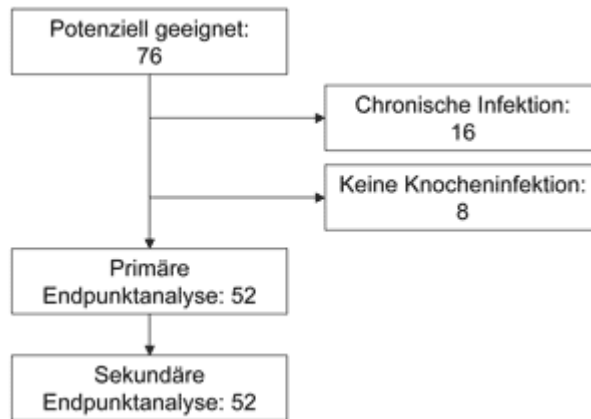 Potenziell geeignet:
76
Chronische Infektion:
16
Keine Knocheninfektion:
8
Primäre
Endpunktanalyse: 52
Sekundäre
Endpunktanalyse: 52